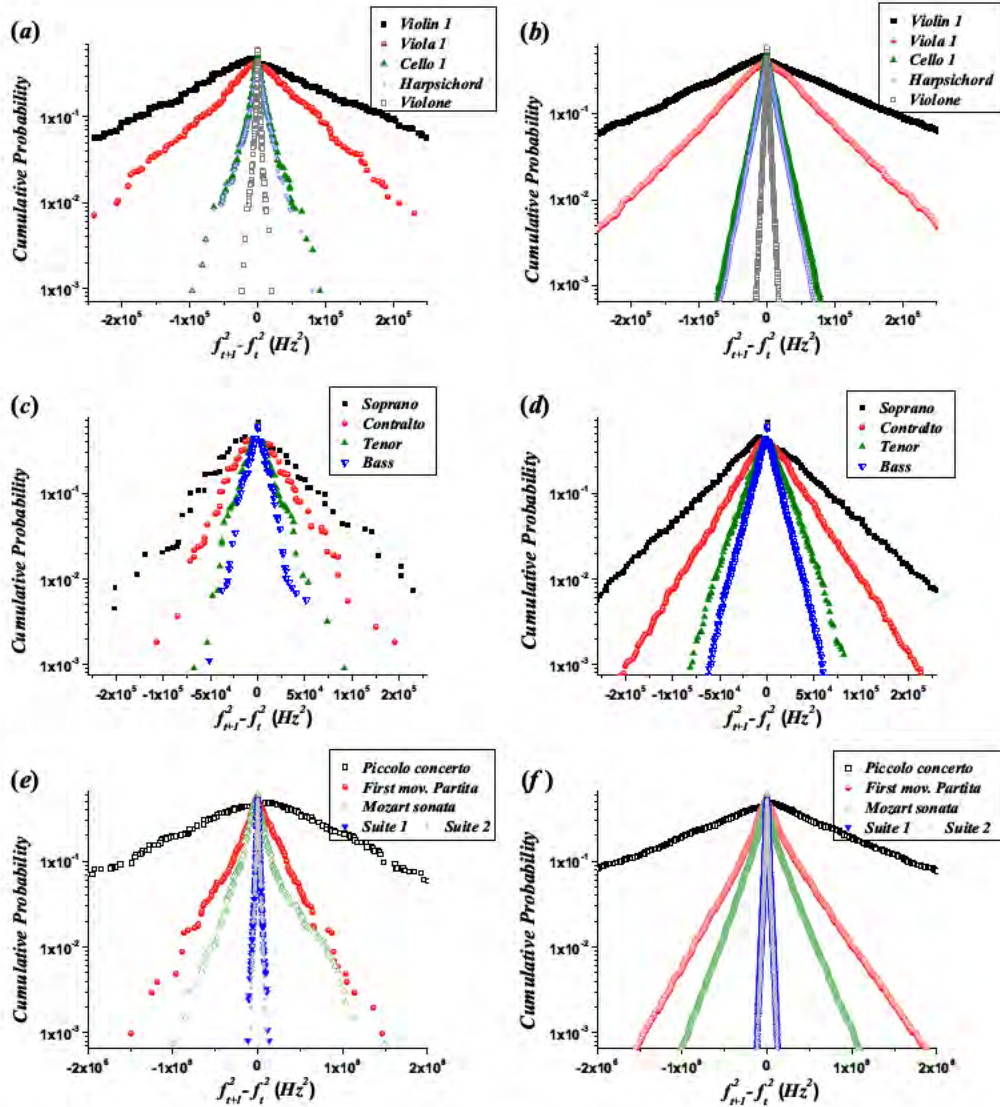 (a)
Violin 1
Viola 1
Cello 1
Harpsichord
Violone
Cumulative Probability
1x10⁻¹
1x10⁻²
1x10⁻³
-2x10⁵ -1x10⁵ 0 1x10⁵ 2x10⁵
f²ₜ₊₁- f²ₜ (Hz²)
(b)
Violin 1
Viola 1
Cello 1
Harpsichord
Violone
Cumulative Probability
1x10⁻¹
1x10⁻²
1x10⁻³
-2x10⁵ -1x10⁵ 0 1x10⁵ 2x10⁵
f²ₜ₊₁- f²ₜ (Hz²)
(c)
Soprano
Contralto
Tenor
Bass
Cumulative Probability
1x10⁻¹
1x10⁻²
1x10⁻³
-2x10⁵ -1x10⁵ -5x10⁴ 0 5x10⁴ 1x10⁵ 2x10⁵
f²ₜ₊₁- f²ₜ (Hz²)
(d)
Soprano
Contralto
Tenor
Bass
Cumulative Probability
1x10⁻¹
1x10⁻²
1x10⁻³
-2x10⁵ -1x10⁵ -5x10⁴ 0 5x10⁴ 1x10⁵ 2x10⁵
f²ₜ₊₁- f²ₜ (Hz²)
(e)
Piccolo concerto
First mov. Partita
Mozart sonata
Suite 1 Suite 2
Cumulative Probability
1x10⁻¹
1x10⁻²
1x10⁻³
-2x10⁶ -1x10⁶ 0 1x10⁶ 2x10⁶
f²ₜ₊₁- f²ₜ (Hz²)
(f)
Piccolo concerto
First mov. Partita
Mozart sonata
Suite 1 Suite 2
Cumulative Probability
1x10⁻¹
1x10⁻²
1x10⁻³
-2x10⁶ -1x10⁶ 0 1x10⁶ 2x10⁶
f²ₜ₊₁- f²ₜ (Hz²)